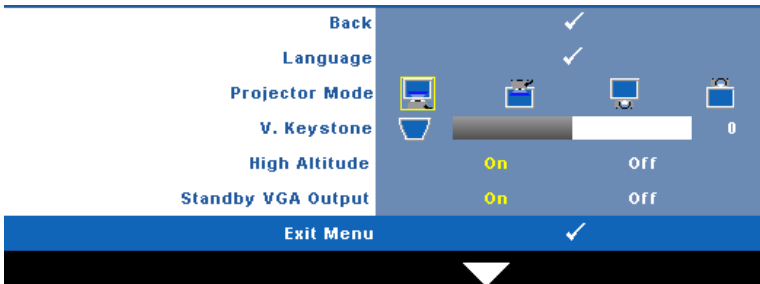 Back
Language
Projector Mode
V. Keystone 0
High Altitude On Off
Standby VGA Output On Off
Exit Menu